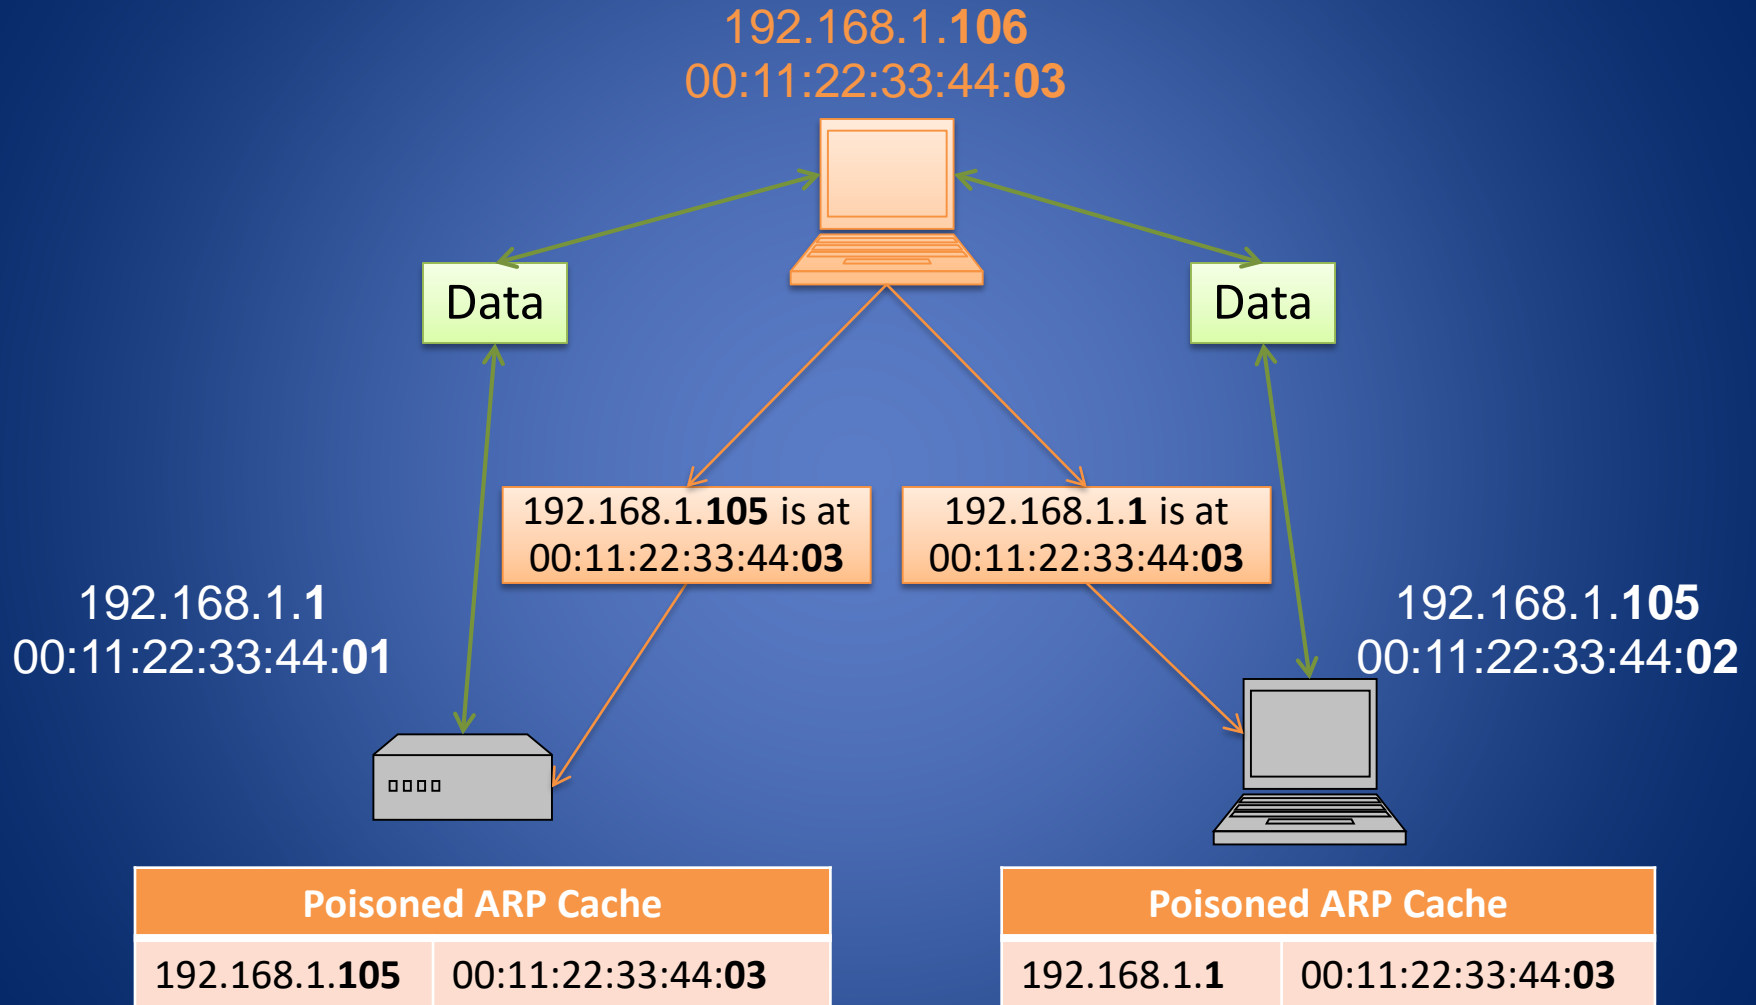 192.168.1.106
00:11:22:33:44:03
Data
Data
192.168.1.105 is at
00:11:22:33:44:03
192.168.1.1 is at
00:11:22:33:44:03
192.168.1.1
00:11:22:33:44:01
192.168.1.105
00:11:22:33:44:02
Poisoned ARP Cache
192.168.1.105 00:11:22:33:44:03
Poisoned ARP Cache
192.168.1.1 00:11:22:33:44:03